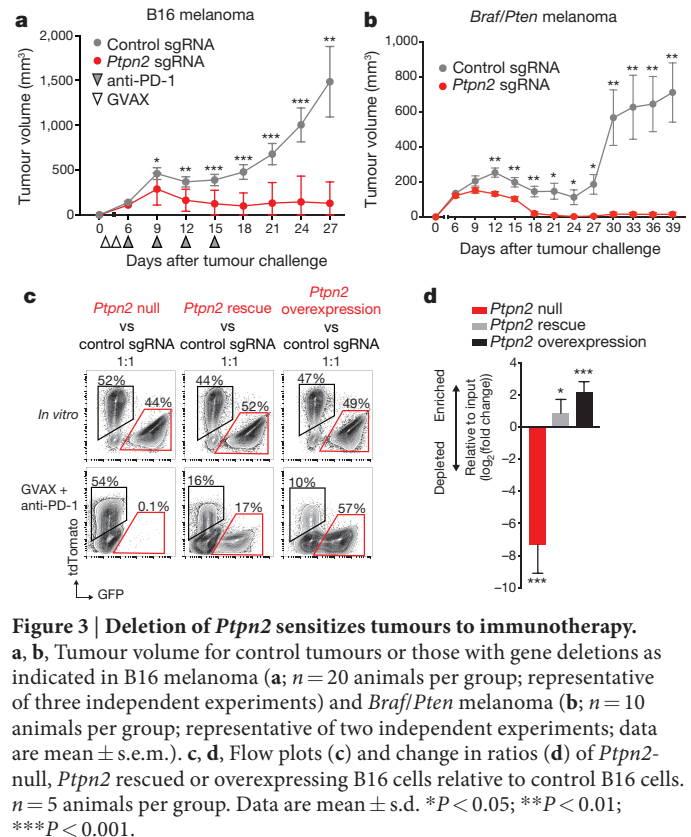 a
B16 melanoma
Control sgRNA
Ptpn2 sgRNA
anti-PD-1
GVAX
Tumour volume (mm³)
2,000
1,500
1,000
500
0
* ** *** *** *** *** **
0 6 9 12 15 18 21 24 27
Days after tumour challenge
b
Braf/Pten melanoma
Control sgRNA
Ptpn2 sgRNA
Tumour volume (mm³)
1,000
800
600
400
200
0
** ** ** * * * ** ** ** **
0 6 9 12 15 18 21 24 27 30 33 36 39
Days after tumour challenge
c
Ptpn2 null
vs
control sgRNA
1:1
Ptpn2 rescue
vs
control sgRNA
1:1
Ptpn2
overexpression
vs
control sgRNA
1:1
In vitro
52%
44%
44%
52%
47%
49%
GVAX +
anti-PD-1
54%
0.1%
16%
17%
10%
57%
tdTomato
GFP
d
Ptpn2 null
Ptpn2 rescue
Ptpn2 overexpression
Enriched
Depleted
Relative to input
(log₂(fold change))
4
2
0
−2
−4
−6
−8
−10
***
*
***
Figure 3 | Deletion of Ptpn2 sensitizes tumours to immunotherapy.
a, b, Tumour volume for control tumours or those with gene deletions as
indicated in B16 melanoma (a; n = 20 animals per group; representative
of three independent experiments) and Braf/Pten melanoma (b; n = 10
animals per group; representative of two independent experiments; data
are mean ± s.e.m.). c, d, Flow plots (c) and change in ratios (d) of Ptpn2-
null, Ptpn2 rescued or overexpressing B16 cells relative to control B16 cells.
n = 5 animals per group. Data are mean ± s.d. *P < 0.05; **P < 0.01;
***P < 0.001.